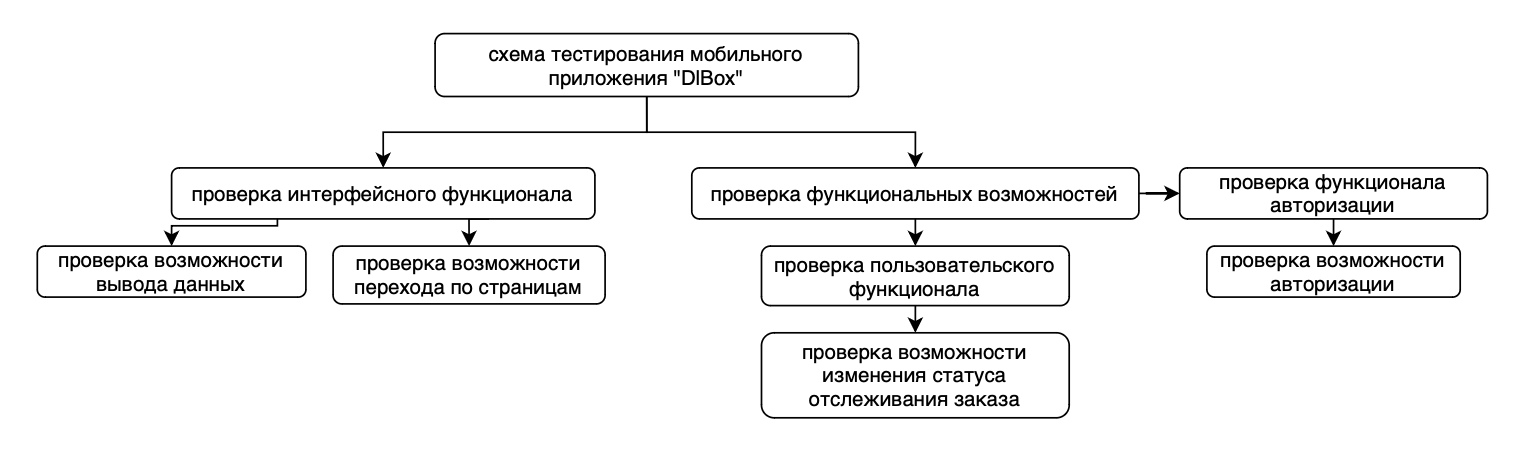 схема тестирования мобильного
приложения "DIBox"
проверка интерфейсного функционала
проверка функциональных возможностей
проверка функционала
авторизации
проверка возможности
вывода данных
проверка возможности
перехода по страницам
проверка пользовательского
функционала
проверка возможности
авторизации
проверка возможности
изменения статуса
отслеживания заказа